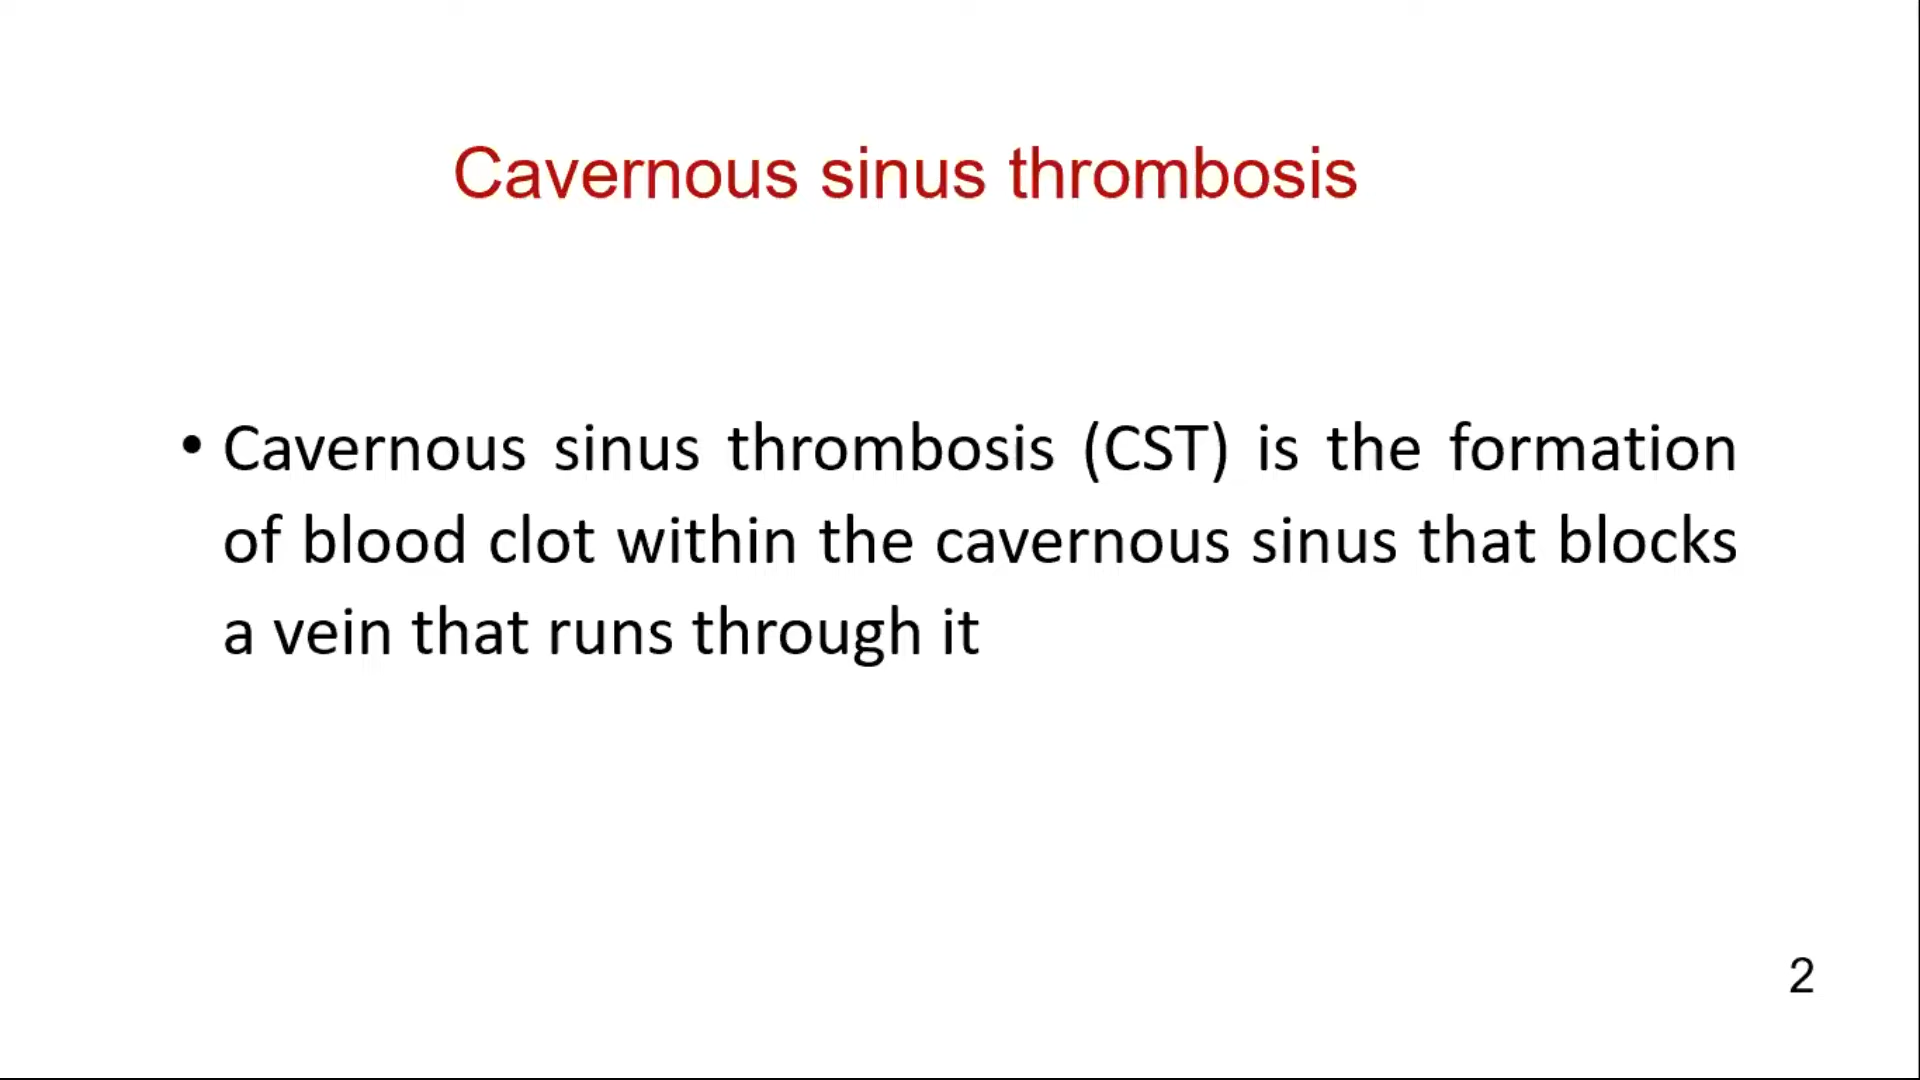 Cavernous sinus thrombosis
• Cavernous sinus thrombosis (CST) is the formation
of blood clot within the cavernous sinus that blocks
a vein that runs through it
2